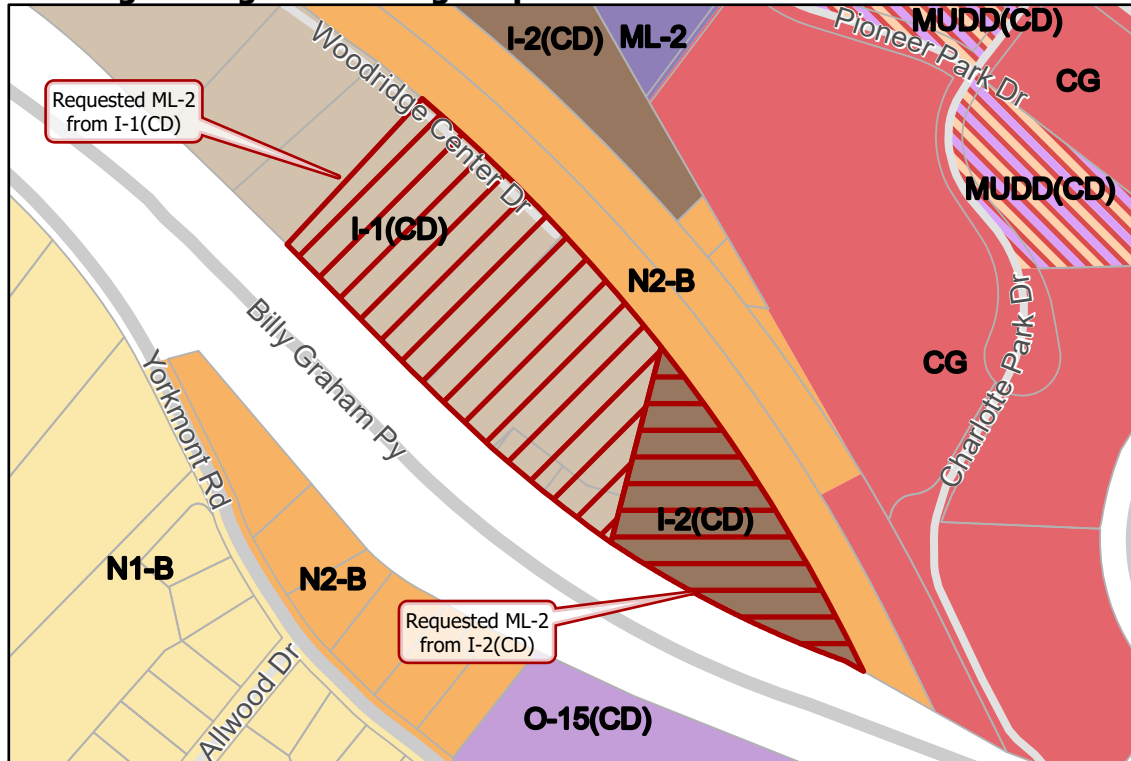 MUDD(CD)
I-2(CD)
ML-2
Pioneer Park Dr
CG
Woodridge Center Dr
Requested ML-2
from I-1(CD)
MUDD(CD)
I-1(CD)
N2-B
Charlotte Park Dr
Billy Graham Py
CG
Yorkmont Rd
I-2(CD)
N1-B
N2-B
Requested ML-2
from I-2(CD)
Allwood Dr
O-15(CD)